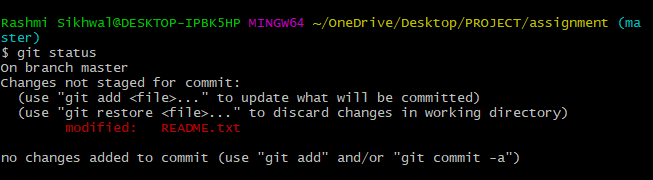 Rashmi Sikhwal@DESKTOP-IPBK5HP MINGW64 ~/OneDrive/Desktop/PROJECT/assignment (ma
ster)
$ git status
On branch master
Changes not staged for commit:
  (use "git add <file>..." to update what will be committed)
  (use "git restore <file>..." to discard changes in working directory)
        modified:   README.txt

no changes added to commit (use "git add" and/or "git commit -a")